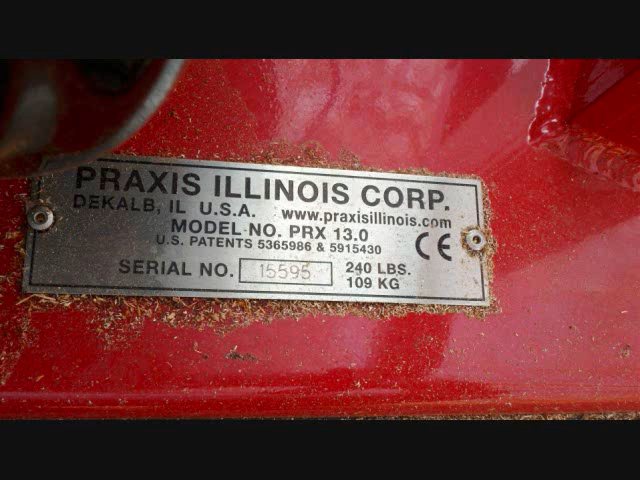 PRAXIS ILLINOIS CORP.
DEKALB, IL U.S.A. www.praxisillinois.com
MODEL NO. PRX 13.0
U.S. PATENTS 5365986 & 5915430
CE
SERIAL NO. 15595 240 LBS.
109 KG